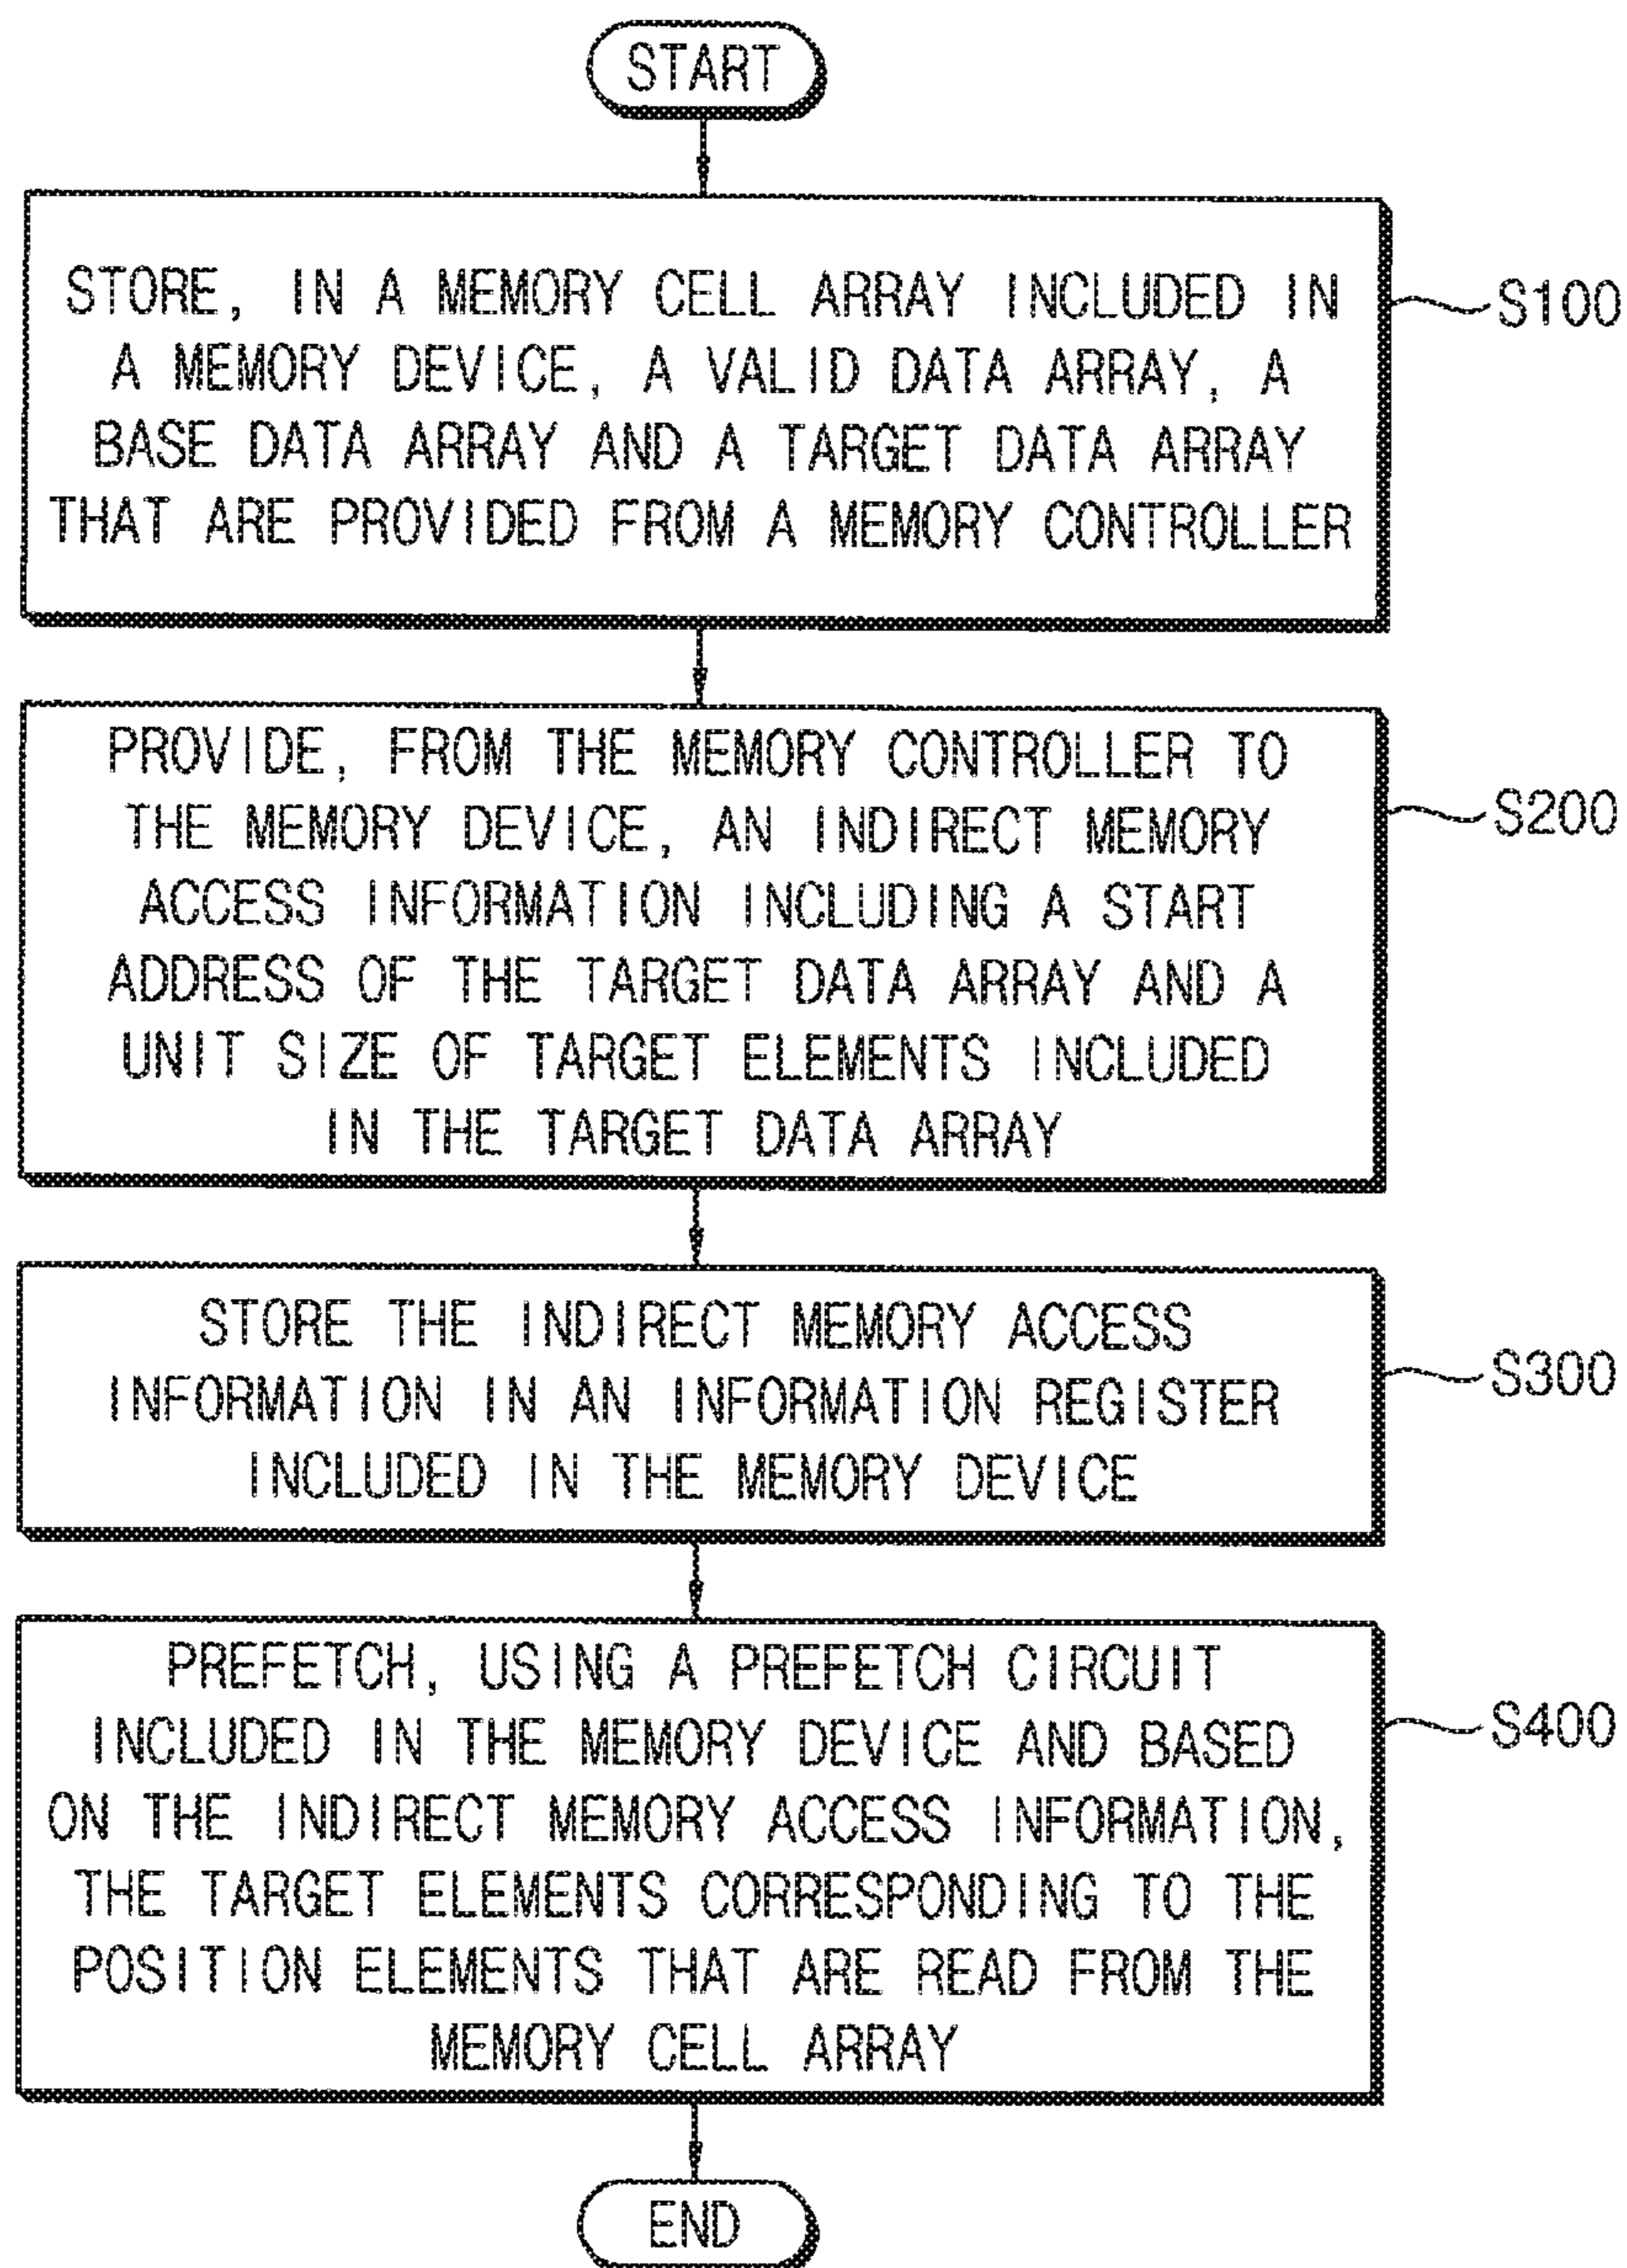 START
STORE, IN A MEMORY CELL ARRAY INCLUDED IN
A MEMORY DEVICE, A VALID DATA ARRAY, A
BASE DATA ARRAY AND A TARGET DATA ARRAY
THAT ARE PROVIDED FROM A MEMORY CONTROLLER
S100
PROVIDE, FROM THE MEMORY CONTROLLER TO
THE MEMORY DEVICE, AN INDIRECT MEMORY
ACCESS INFORMATION INCLUDING A START
ADDRESS OF THE TARGET DATA ARRAY AND A
UNIT SIZE OF TARGET ELEMENTS INCLUDED
IN THE TARGET DATA ARRAY
S200
STORE THE INDIRECT MEMORY ACCESS
INFORMATION IN AN INFORMATION REGISTER
INCLUDED IN THE MEMORY DEVICE
S300
PREFETCH, USING A PREFETCH CIRCUIT
INCLUDED IN THE MEMORY DEVICE AND BASED
ON THE INDIRECT MEMORY ACCESS INFORMATION,
THE TARGET ELEMENTS CORRESPONDING TO THE
POSITION ELEMENTS THAT ARE READ FROM THE
MEMORY CELL ARRAY
S400
END